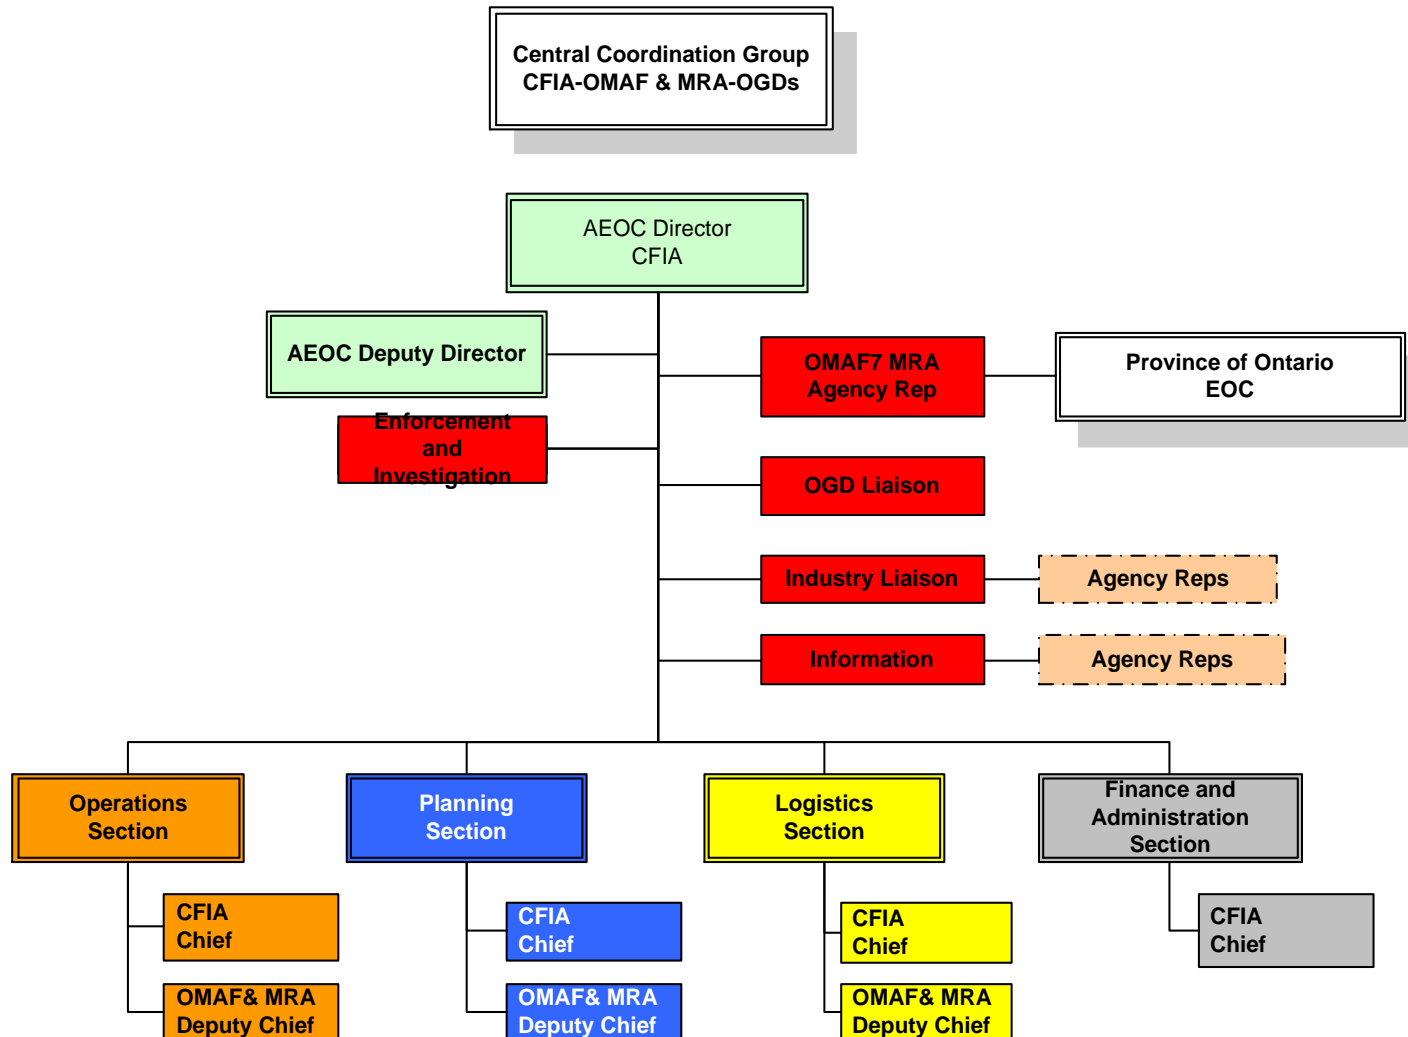 Central Coordination Group
CFIA-OMAF & MRA-OGDs
AEOC Director
CFIA
AEOC Deputy Director
OMAF7 MRA
Agency Rep
Province of Ontario
EOC
Enforcement
and
Investigation
OGD Liaison
Industry Liaison
Agency Reps
Information
Agency Reps
Operations
Section
Planning
Section
Logistics
Section
Finance and
Administration
Section
CFIA
Chief
CFIA
Chief
CFIA
Chief
CFIA
Chief
OMAF& MRA
Deputy Chief
OMAF& MRA
Deputy Chief
OMAF& MRA
Deputy Chief